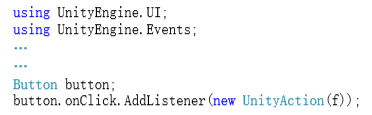 using UnityEngine.UI;
using UnityEngine.Events;
…
…
Button button;
button.onClick.AddListener(new UnityAction(f));